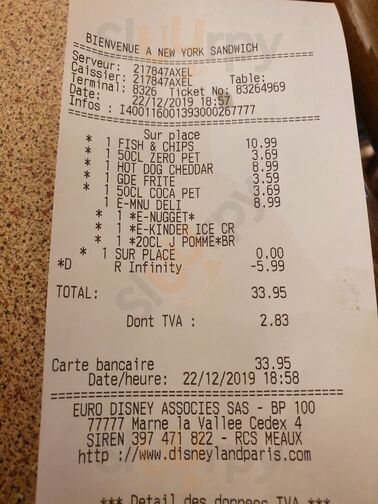 BIENVENUE A NEW YORK SANDWICH
================================
Serveur: 217847AXEL
Caissier: 217847AXEL Table:
Terminal: 8326 Ticket No: 83264969
Date: 22/12/2019 18:57
Infos : I400116001393000267777
================================
Sur place
* 1 FISH & CHIPS 10.99
* 1 50CL ZERO PET 3.69
* 1 HOT DOG CHEDDAR 8.99
* 1 GDE FRITE 3.59
* 1 50CL COCA PET 3.69
1 E-MNU DELI 8.99
* 1 *E-NUGGET*
* 1 *E-KINDER ICE CR
* 1 *20CL J POMME*BR
* 1 SUR PLACE 0.00
*D R Infinity -5.99
TOTAL: 33.95
Dont TVA : 2.83
Carte bancaire 33.95
Date/heure: 22/12/2019 18:58
================================
EURO DISNEY ASSOCIES SAS - BP 100
77777 Marne la Vallee Cedex 4
SIREN 397 471 822 - RCS MEAUX
http ://www.disneylandparis.com
================================
*** Detail des donnees TVA ***